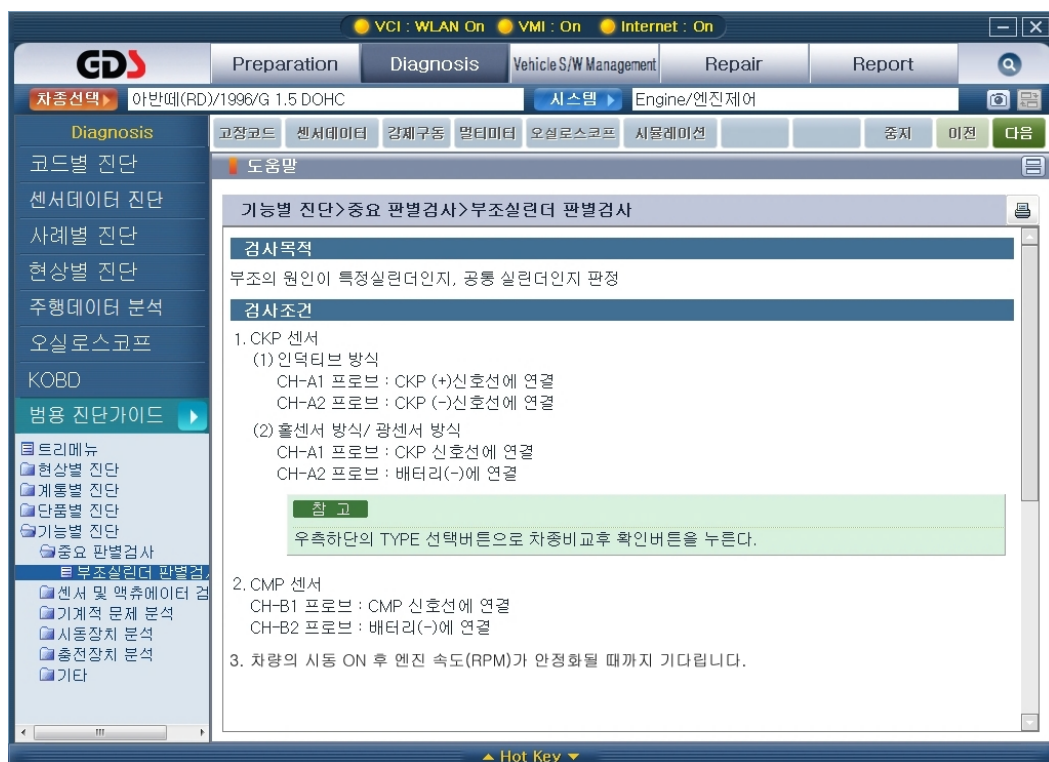 VCI : WLAN On VMI : On Internet : On
GDS
Preparation Diagnosis Vehicle S/W Management Repair Report
차종선택 아반떼(RD)/1996/G 1.5 DOHC 시스템 Engine/엔진제어
Diagnosis
고장코드 센서데이터 강제구동 멀티미터 오실로스코프 시뮬레이션 중지 이전 다음
코드별 진단
센서데이터 진단
사례별 진단
현상별 진단
주행데이터 분석
오실로스코프
KOBD
범용 진단가이드
트리메뉴
현상별 진단
계통별 진단
단품별 진단
기능별 진단
중요 판별검사
부조실린더 판별검
센서 및 액츄에이터 검
기계적 문제 분석
시동장치 분석
충전장치 분석
기타
도움말
기능별 진단>중요 판별검사>부조실린더 판별검사
검사목적
부조의 원인이 특정실린더인지, 공통 실린더인지 판정
검사조건
1. CKP 센서
(1) 인덕티브 방식
CH-A1 프로브 : CKP (+)신호선에 연결
CH-A2 프로브 : CKP (-)신호선에 연결
(2) 홀센서 방식/ 광센서 방식
CH-A1 프로브 : CKP 신호선에 연결
CH-A2 프로브 : 배터리(-)에 연결
참 고
우측하단의 TYPE 선택버튼으로 차종비교후 확인버튼을 누른다.
2. CMP 센서
CH-B1 프로브 : CMP 신호선에 연결
CH-B2 프로브 : 배터리(-)에 연결
3. 차량의 시동 ON 후 엔진 속도(RPM)가 안정화될 때까지 기다립니다.
Hot Key